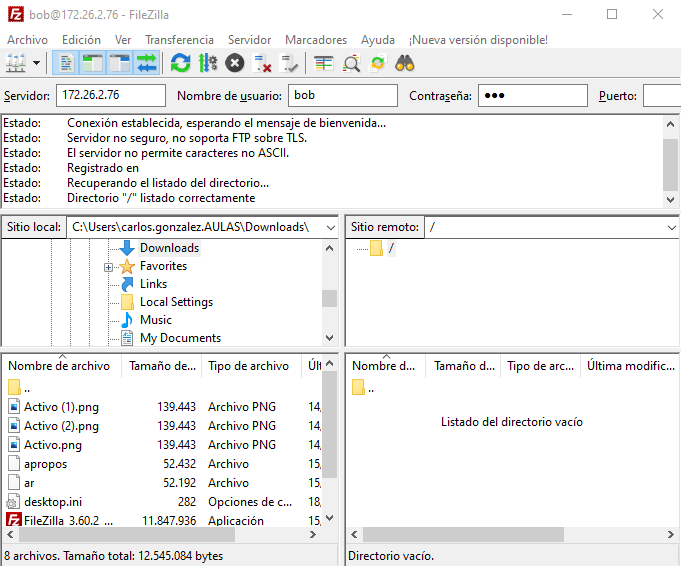 bob@172.26.2.76 - FileZilla
Archivo Edición Ver Transferencia Servidor Marcadores Ayuda ¡Nueva versión disponible!
Servidor: 172.26.2.76 Nombre de usuario: bob Contraseña: ●●● Puerto:
Estado: Conexión establecida, esperando el mensaje de bienvenida...
Estado: Servidor no seguro, no soporta FTP sobre TLS.
Estado: El servidor no permite caracteres no ASCII.
Estado: Registrado en
Estado: Recuperando el listado del directorio...
Estado: Directorio "/" listado correctamente
Sitio local: C:\Users\carlos.gonzalez.AULAS\Downloads\
Downloads
Favorites
Links
Local Settings
Music
My Documents
Sitio remoto: /
/
Nombre de archivo Tamaño de... Tipo de archivo Últ
..
Activo (1).png 139.443 Archivo PNG 14,
Activo (2).png 139.443 Archivo PNG 14,
Activo.png 139.443 Archivo PNG 14,
apropos 52.432 Archivo 15,
ar 52.192 Archivo 15,
desktop.ini 282 Opciones de c... 18,
FileZilla_3.60.2_... 11.847.936 Aplicación 15,
8 archivos. Tamaño total: 12.545.084 bytes
Nombre d... Tamaño d... Tipo de arc... Última modific...
..
Listado del directorio vacío
Directorio vacío.